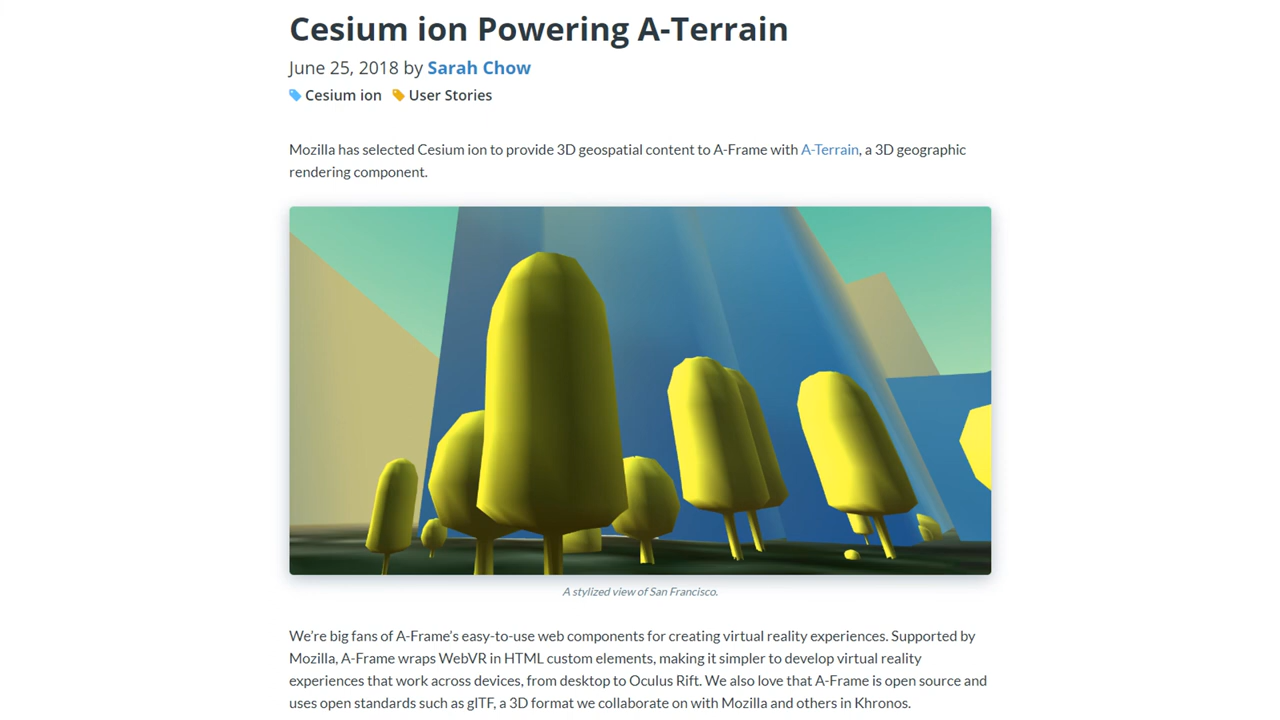 Cesium ion Powering A-Terrain
June 25, 2018 by Sarah Chow
Cesium ion User Stories
Mozilla has selected Cesium ion to provide 3D geospatial content to A-Frame with A-Terrain, a 3D geographic
rendering component.
A stylized view of San Francisco.
We're big fans of A-Frame's easy-to-use web components for creating virtual reality experiences. Supported by
Mozilla, A-Frame wraps WebVR in HTML custom elements, making it simpler to develop virtual reality
experiences that work across devices, from desktop to Oculus Rift. We also love that A-Frame is open source and
uses open standards such as glTF, a 3D format we collaborate on with Mozilla and others in Khronos.